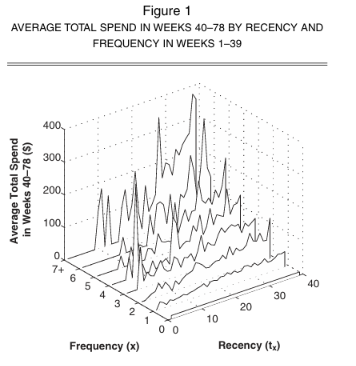 Figure 1
AVERAGE TOTAL SPEND IN WEEKS 40–78 BY RECENCY AND
FREQUENCY IN WEEKS 1–39
Average Total Spend
in Weeks 40–78 ($)
400
300
200
100
0
7+
6
5
4
3
2
1
0
0
10
20
30
40
Frequency (x)
Recency (tₓ)